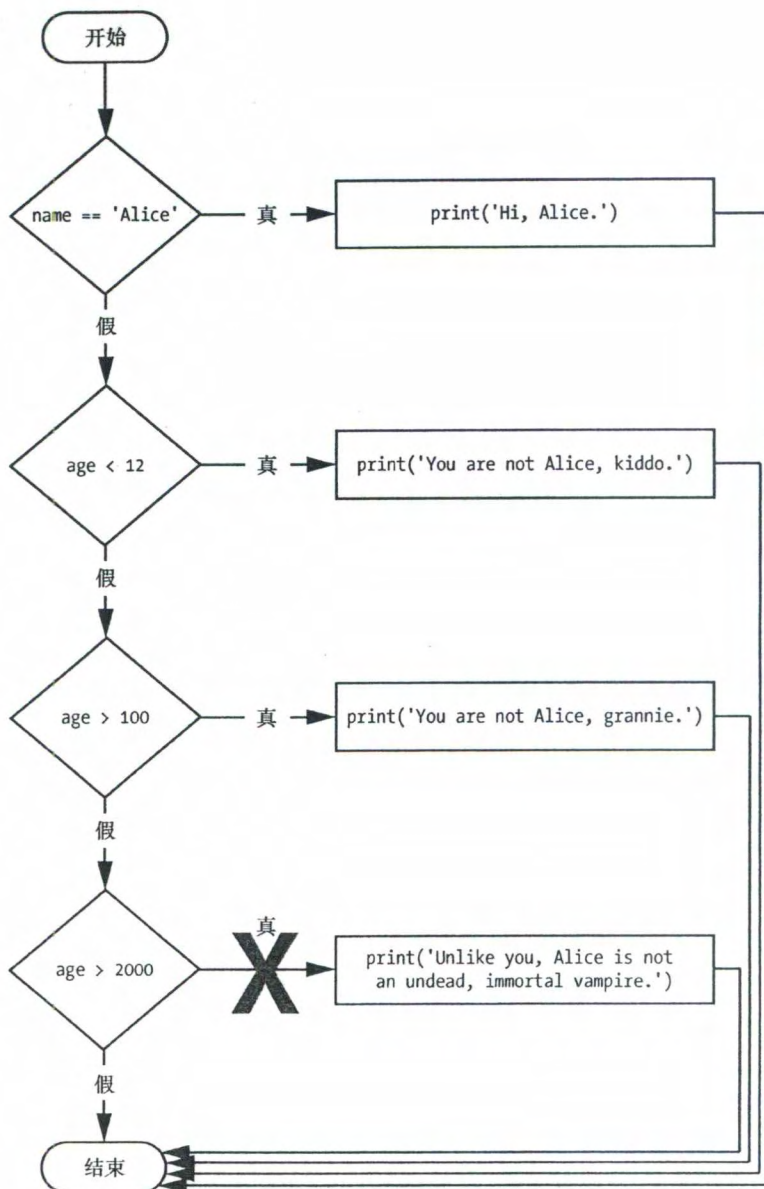 开始
name == 'Alice'
真
print('Hi, Alice.')
假
age < 12
真
print('You are not Alice, kiddo.')
假
age > 100
真
print('You are not Alice, grannie.')
假
age > 2000
真
print('Unlike you, Alice is not
an undead, immortal vampire.')
假
结束